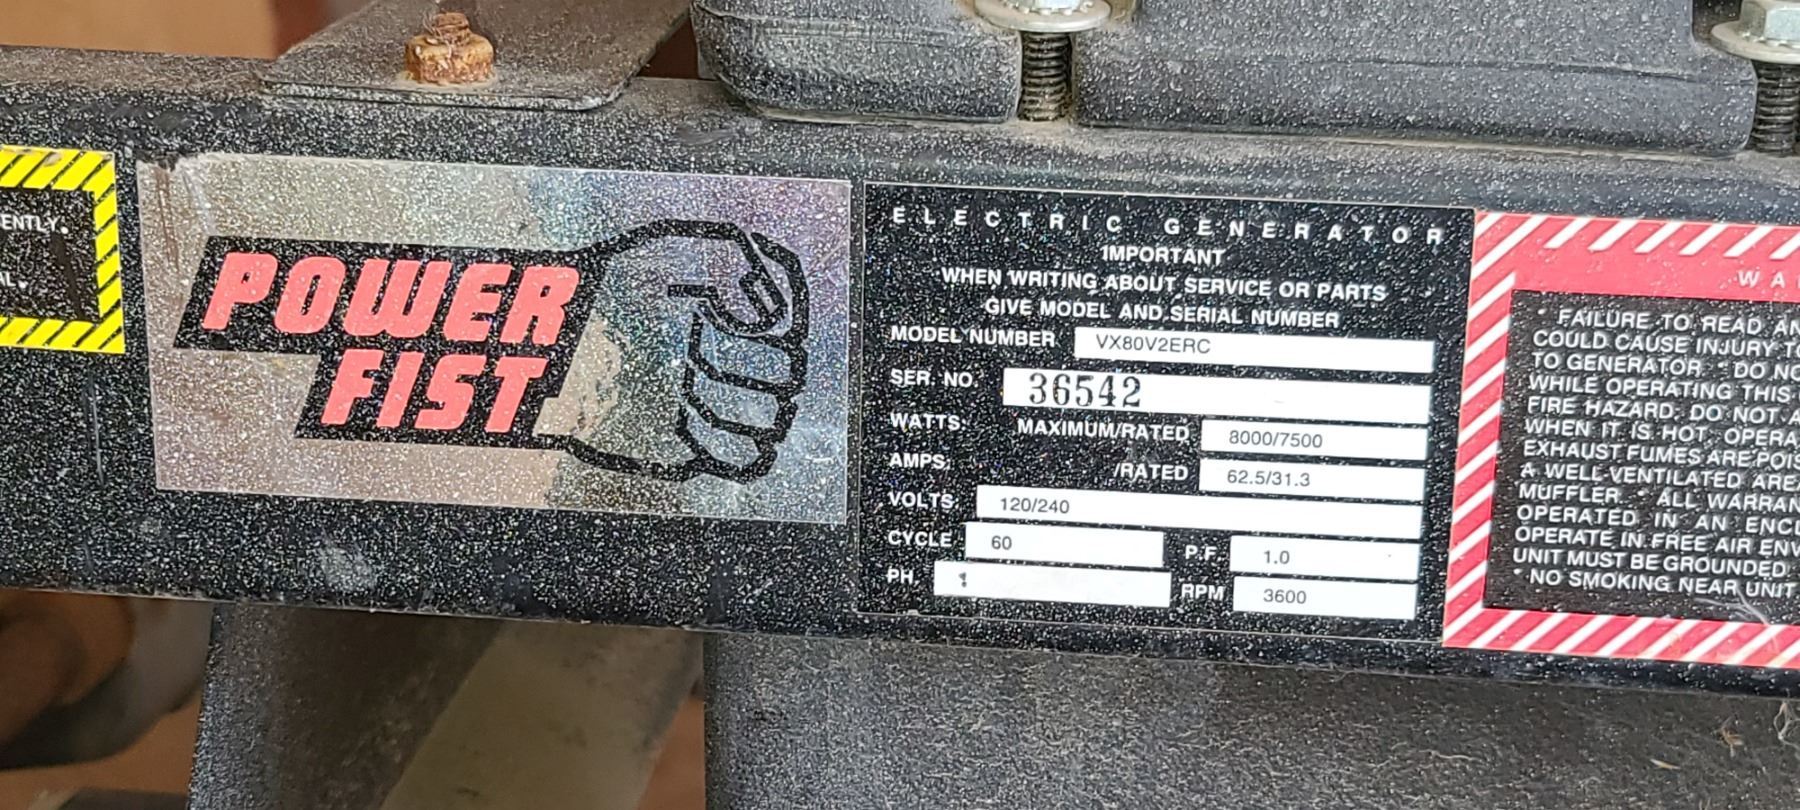 ENTLY.
AL.
POWER
FIST
ELECTRIC GENERATOR
IMPORTANT
WHEN WRITING ABOUT SERVICE OR PARTS
GIVE MODEL AND SERIAL NUMBER
MODEL NUMBER VX80V2ERC
SER. NO. 36542
WATTS: MAXIMUM/RATED 8000/7500
AMPS: /RATED 62.5/31.3
VOLTS 120/240
CYCLE 60 P.F. 1.0
PH 1 RPM 3600
WA
• FAILURE TO READ AN
COULD CAUSE INJURY TO
TO GENERATOR. • DO NO
WHILE OPERATING THIS
FIRE HAZARD. DO NOT A
WHEN IT IS HOT. OPERA
EXHAUST FUMES ARE POIS
A WELL VENTILATED AREA
MUFFLER. • ALL WARRAN
OPERATED IN AN ENCL
OPERATE IN FREE AIR ENV
UNIT MUST BE GROUNDED
• NO SMOKING NEAR UNIT